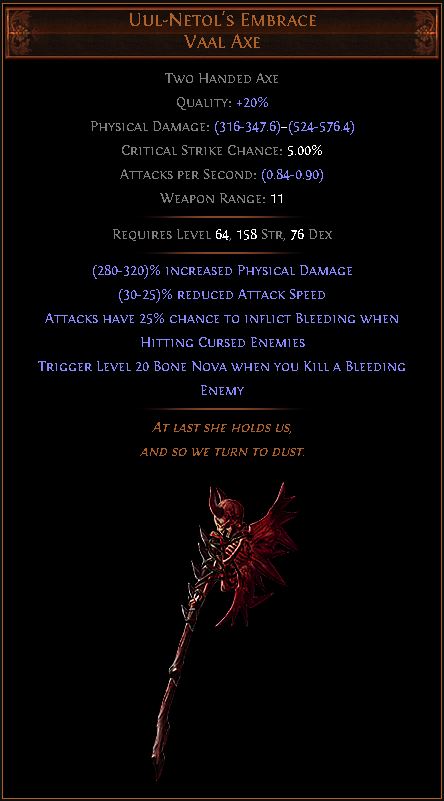 Uul-Netol's Embrace
Vaal Axe
Two Handed Axe
Quality: +20%
Physical Damage: (316-347.6)–(524-576.4)
Critical Strike Chance: 5.00%
Attacks per Second: (0.84-0.90)
Weapon Range: 11
Requires Level 64, 158 Str, 76 Dex
(280-320)% increased Physical Damage
(30-25)% reduced Attack Speed
Attacks have 25% chance to inflict Bleeding when
Hitting Cursed Enemies
Trigger Level 20 Bone Nova when you Kill a Bleeding
Enemy
At last she holds us,
and so we turn to dust.